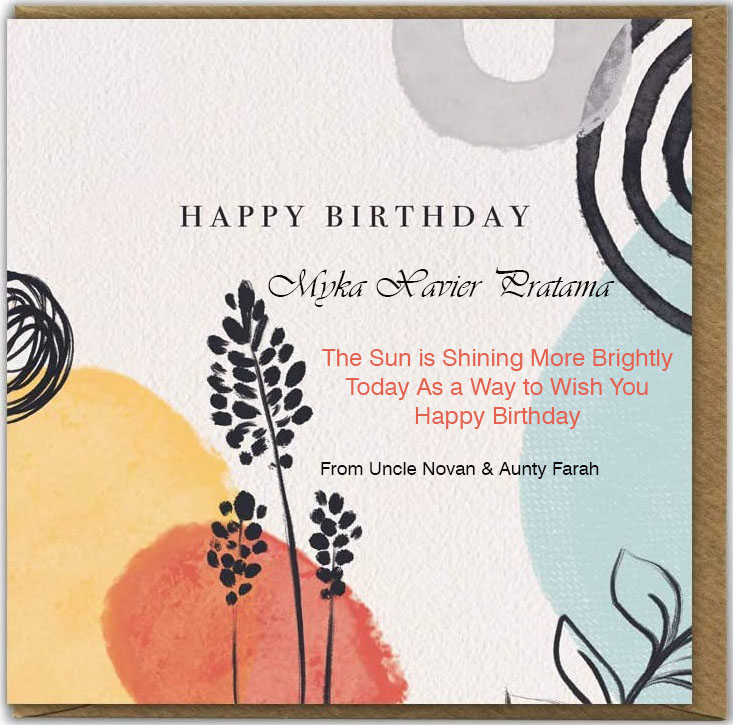 HAPPY BIRTHDAY
Myka Xavier Pratama
The Sun is Shining More Brightly
Today As a Way to Wish You
Happy Birthday
From Uncle Novan & Aunty Farah